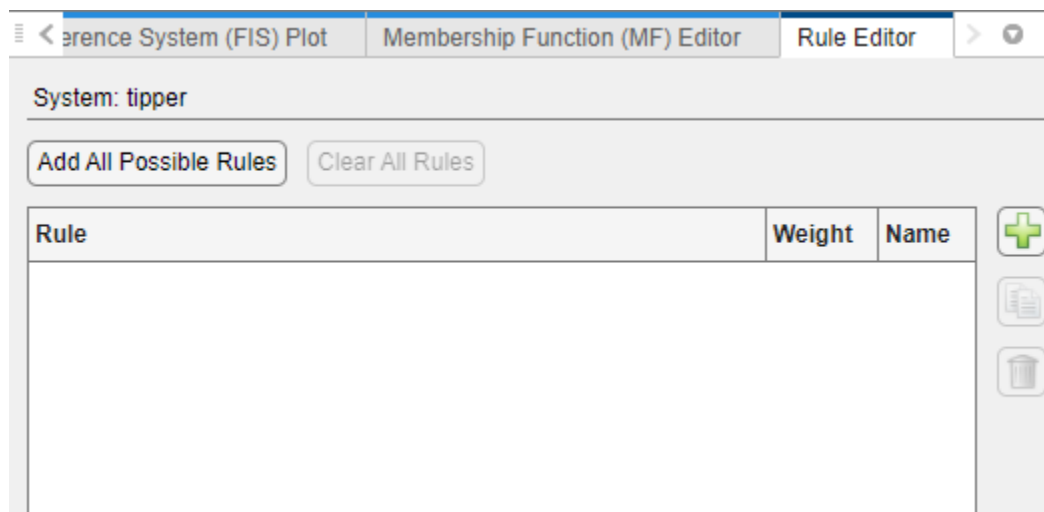 erence System (FIS) Plot Membership Function (MF) Editor Rule Editor
System: tipper
Add All Possible Rules Clear All Rules
Rule Weight Name